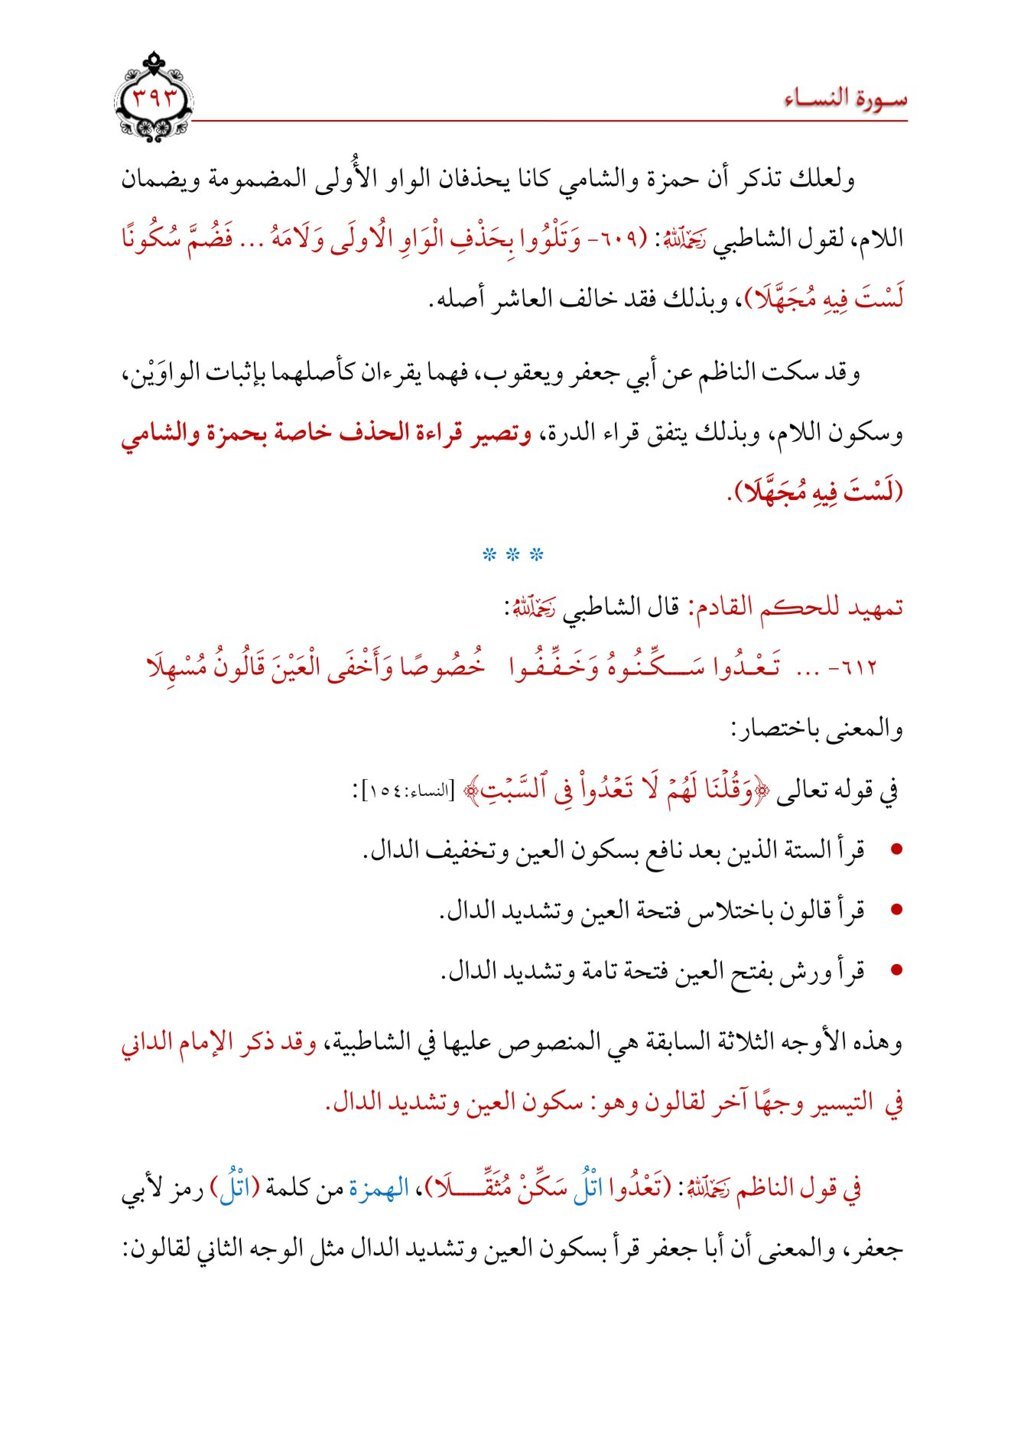 سورة النساء
٣٩٣
ولعلك تذكر أن حمزة والشامي كانا يحذفان الواو الأُولى المضمومة ويضمان
اللام، لقول الشاطبي رَحِمَهُ ٱللَّهُ: (٦٠٩- وَتَلْوُوا بِحَذْفِ الْوَاوِ الُاولَى وَلَامَهُ ... فَضُمَّ سُكُونًا
لَسْتَ فِيهِ مُجَهَّلَا)، وبذلك فقد خالف العاشر أصله.
وقد سكت الناظم عن أبي جعفر ويعقوب، فهما يقرءان كأصلهما بإثبات الواوَيْن،
وسكون اللام، وبذلك يتفق قراء الدرة، وتصير قراءة الحذف خاصة بحمزة والشامي
(لَسْتَ فِيهِ مُجَهَّلَا).
***
تمهيد للحكم القادم: قال الشاطبي رَحِمَهُ ٱللَّهُ:
٦١٢- ... تَعْدُوا سَكِّنُوهُ وَخَفِّفُوا خُصُوصًا وَأَخْفَى الْعَيْنَ قَالُونُ مُسْهِلَا
والمعنى باختصار:
في قوله تعالى ﴿وَقُلْنَا لَهُمْ لَا تَعْدُواْ فِى ٱلسَّبْتِ﴾ [النساء:١٥٤]:
• قرأ الستة الذين بعد نافع بسكون العين وتخفيف الدال.
• قرأ قالون باختلاس فتحة العين وتشديد الدال.
• قرأ ورش بفتح العين فتحة تامة وتشديد الدال.
وهذه الأوجه الثلاثة السابقة هي المنصوص عليها في الشاطبية، وقد ذكر الإمام الداني
في التيسير وجهًا آخر لقالون وهو: سكون العين وتشديد الدال.
في قول الناظم رَحِمَهُ ٱللَّهُ: (تَعْدُوا اتْلُ سَكِّنْ مُثَقِّلَا)، الهمزة من كلمة (اتْلُ) رمز لأبي
جعفر، والمعنى أن أبا جعفر قرأ بسكون العين وتشديد الدال مثل الوجه الثاني لقالون: